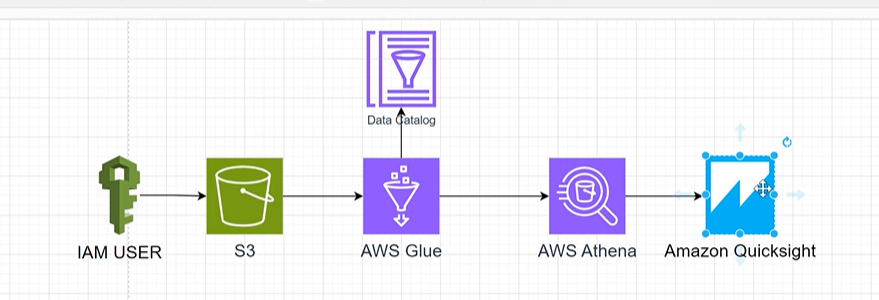 Data Catalog
IAM USER
S3
AWS Glue
AWS Athena
Amazon Quicksight